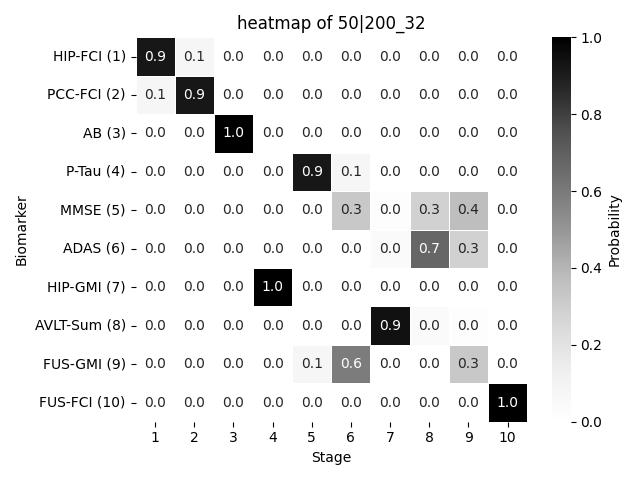 heatmap of 50|200_32
HIP-FCI (1) 0.9 0.1 0.0 0.0 0.0 0.0 0.0 0.0 0.0 0.0
PCC-FCI (2) 0.1 0.9 0.0 0.0 0.0 0.0 0.0 0.0 0.0 0.0
AB (3) 0.0 0.0 1.0 0.0 0.0 0.0 0.0 0.0 0.0 0.0
P-Tau (4) 0.0 0.0 0.0 0.0 0.9 0.1 0.0 0.0 0.0 0.0
MMSE (5) 0.0 0.0 0.0 0.0 0.0 0.3 0.0 0.3 0.4 0.0
ADAS (6) 0.0 0.0 0.0 0.0 0.0 0.0 0.0 0.7 0.3 0.0
HIP-GMI (7) 0.0 0.0 0.0 1.0 0.0 0.0 0.0 0.0 0.0 0.0
AVLT-Sum (8) 0.0 0.0 0.0 0.0 0.0 0.0 0.9 0.0 0.0 0.0
FUS-GMI (9) 0.0 0.0 0.0 0.0 0.1 0.6 0.0 0.0 0.3 0.0
FUS-FCI (10) 0.0 0.0 0.0 0.0 0.0 0.0 0.0 0.0 0.0 1.0
1 2 3 4 5 6 7 8 9 10
Stage
Biomarker
1.0
0.8
0.6
0.4
0.2
0.0
Probability